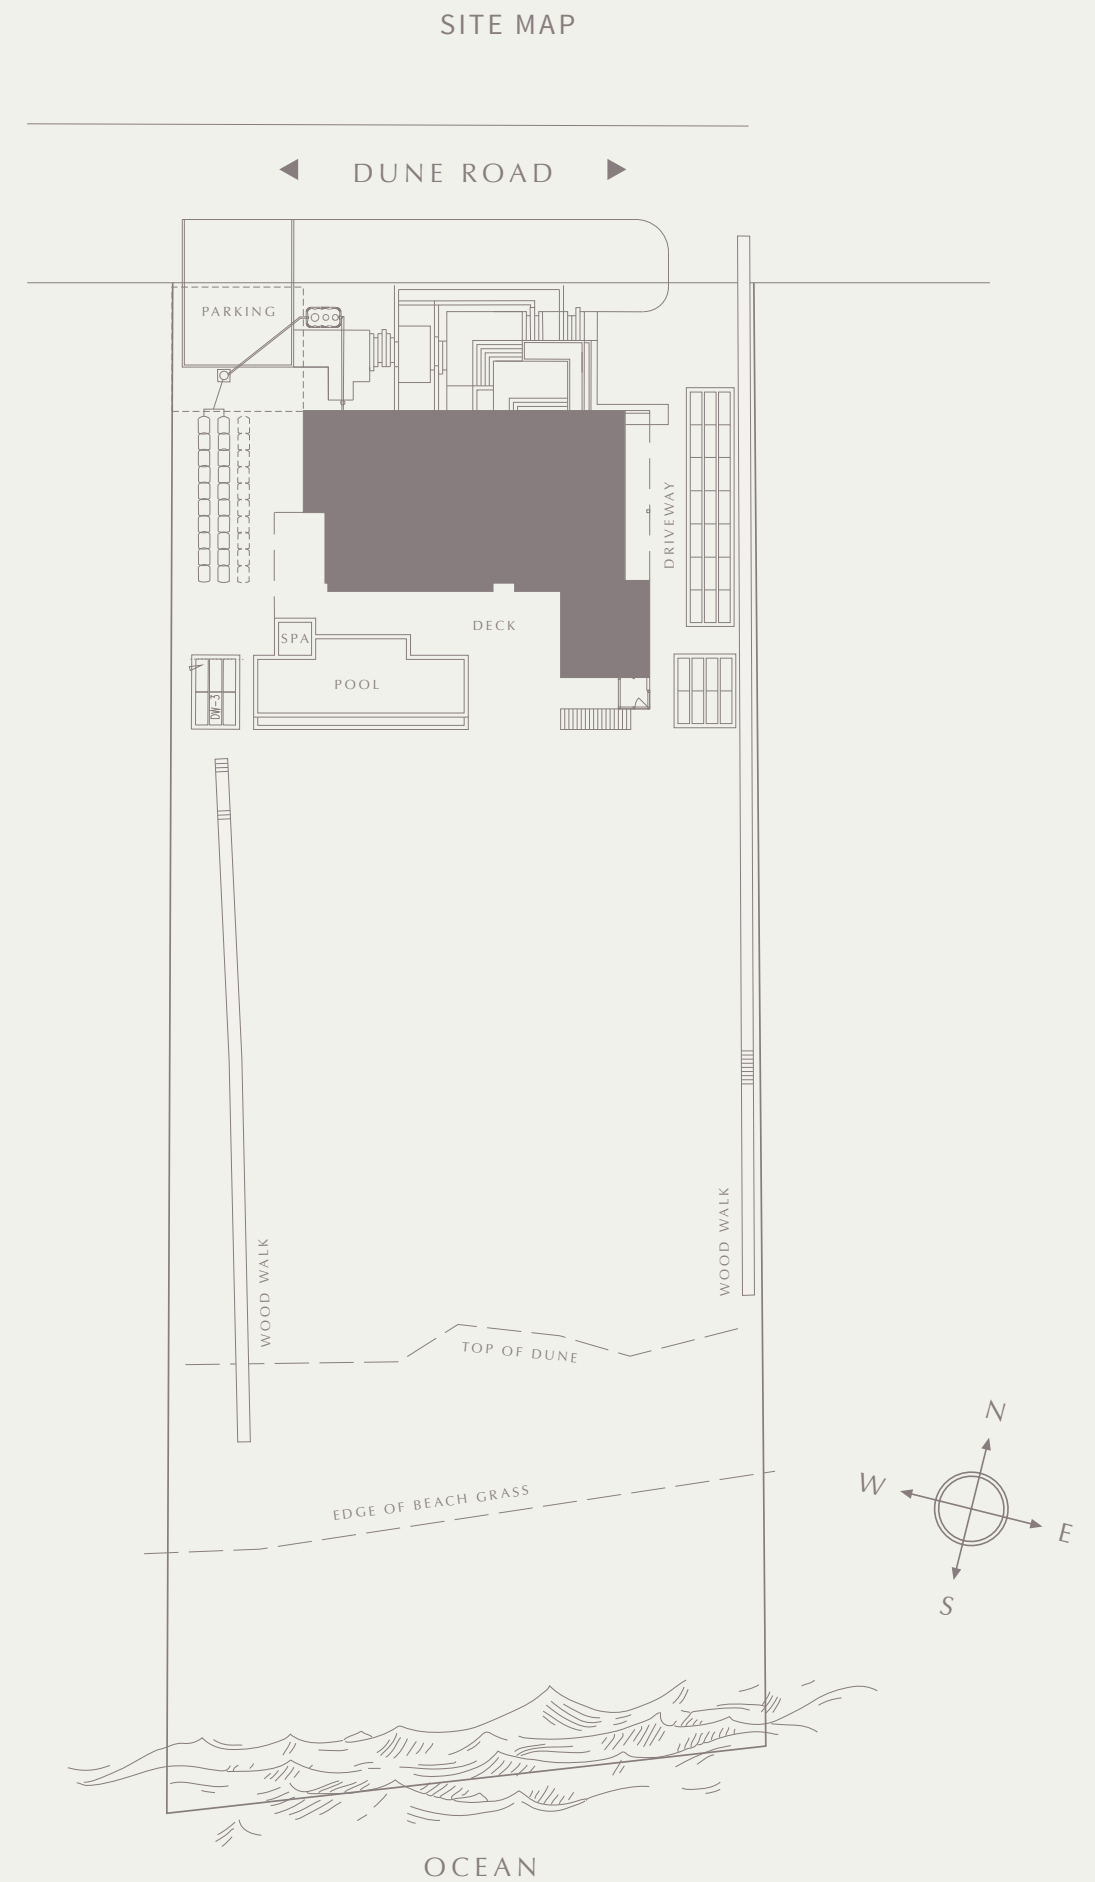 SITE MAP
DUNE ROAD
PARKING
DRIVEWAY
DECK
SPA
POOL
DW-3
WOOD WALK
WOOD WALK
TOP OF DUNE
EDGE OF BEACH GRASS
N
W
E
S
OCEAN